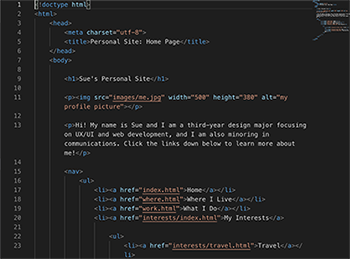 1 <!doctype html>
2 <html>
3 <head>
4 <meta charset="utf-8">
5 <title>Personal Site: Home Page</title>
6 </head>
7 <body>
8
9 <h1>Sue's Personal Site</h1>
10
11 <p><img src="images/me.jpg" width="500" height="380" alt="my
profile picture"></p>
12
13 <p>Hi! My name is Sue and I am a third-year design major focusing
on UX/UI and web development, and I am also minoring in
communications. Click the links down below to learn more about
me!</p>
14
15 <nav>
16 <ul>
17 <li><a href="index.html">Home</a></li>
18 <li><a href="where.html">Where I Live</a></li>
19 <li><a href="work.html">What I Do</a></li>
20 <li><a href="interests/index.html">My Interests</a>
21
22 <ul>
23 <li><a href="interests/travel.html">Travel</a></
li>